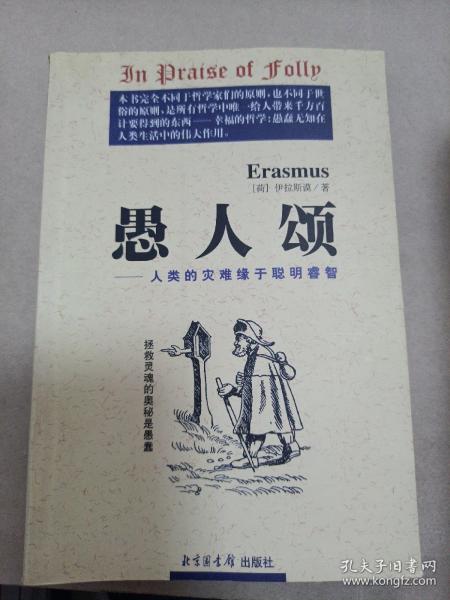 In Praise of Folly
本书完全不同于哲学家们的原则，也不同于世
俗的原则，是所有哲学中唯一给人带来千方百
计要得到的东西——幸福的哲学：愚蠢无知在
人类生活中的伟大作用。
Erasmus
［荷］伊拉斯谟／著
愚人颂
——人类的灾难缘于聪明睿智
拯救灵魂的奥秘是愚蠢
北京图书馆出版社
孔夫子旧书网
www.kongfz.com